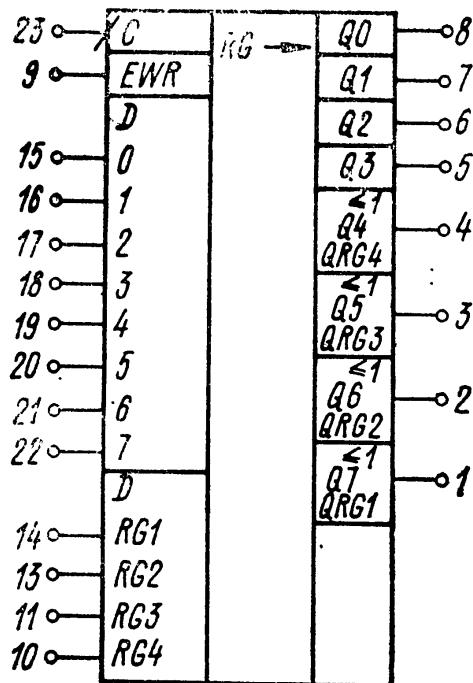 23 C RG → Q0 8
9 EWR Q1 7
D Q2 6
15 0 Q3 5
16 1 ≤1
17 2 Q4 4
QRG4
18 3 ≤1
19 4 Q5 3
QRG3
20 5 ≤1
21 6 Q6 2
QRG2
22 7 ≤1
D Q7 1
QRG1
14 RG1
13 RG2
11 RG3
10 RG4